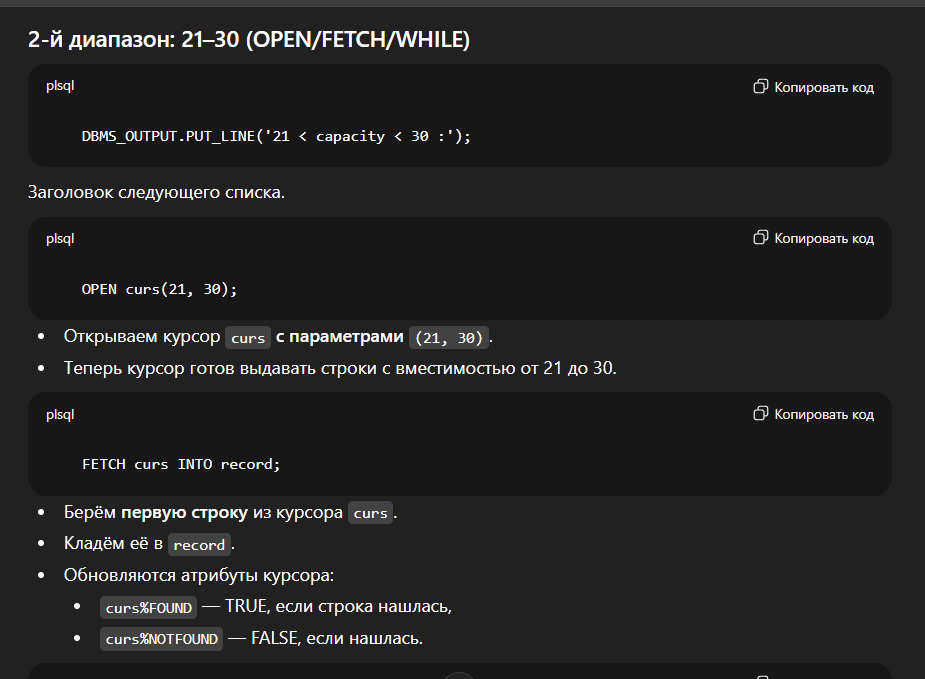 2-й диапазон: 21–30 (OPEN/FETCH/WHILE)
plsql
Копировать код
DBMS_OUTPUT.PUT_LINE('21 < capacity < 30 :');
Заголовок следующего списка.
plsql
Копировать код
OPEN curs(21, 30);
• Открываем курсор curs с параметрами (21, 30).
• Теперь курсор готов выдавать строки с вместимостью от 21 до 30.
plsql
Копировать код
FETCH curs INTO record;
• Берём первую строку из курсора curs.
• Кладём её в record.
• Обновляются атрибуты курсора:
• curs%FOUND — TRUE, если строка нашлась,
• curs%NOTFOUND — FALSE, если нашлась.